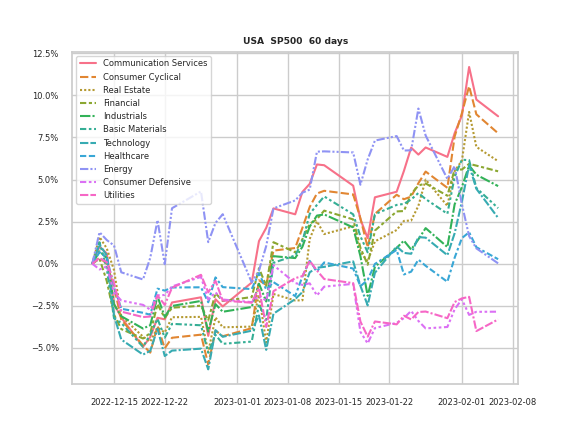 USA  SP500  60 days
12.5%
10.0%
7.5%
5.0%
2.5%
0.0%
−2.5%
−5.0%
Communication Services
Consumer Cyclical
Real Estate
Financial
Industrials
Basic Materials
Technology
Healthcare
Energy
Consumer Defensive
Utilities
2022-12-15 2022-12-22 2023-01-01 2023-01-08 2023-01-15 2023-01-22 2023-02-01 2023-02-08